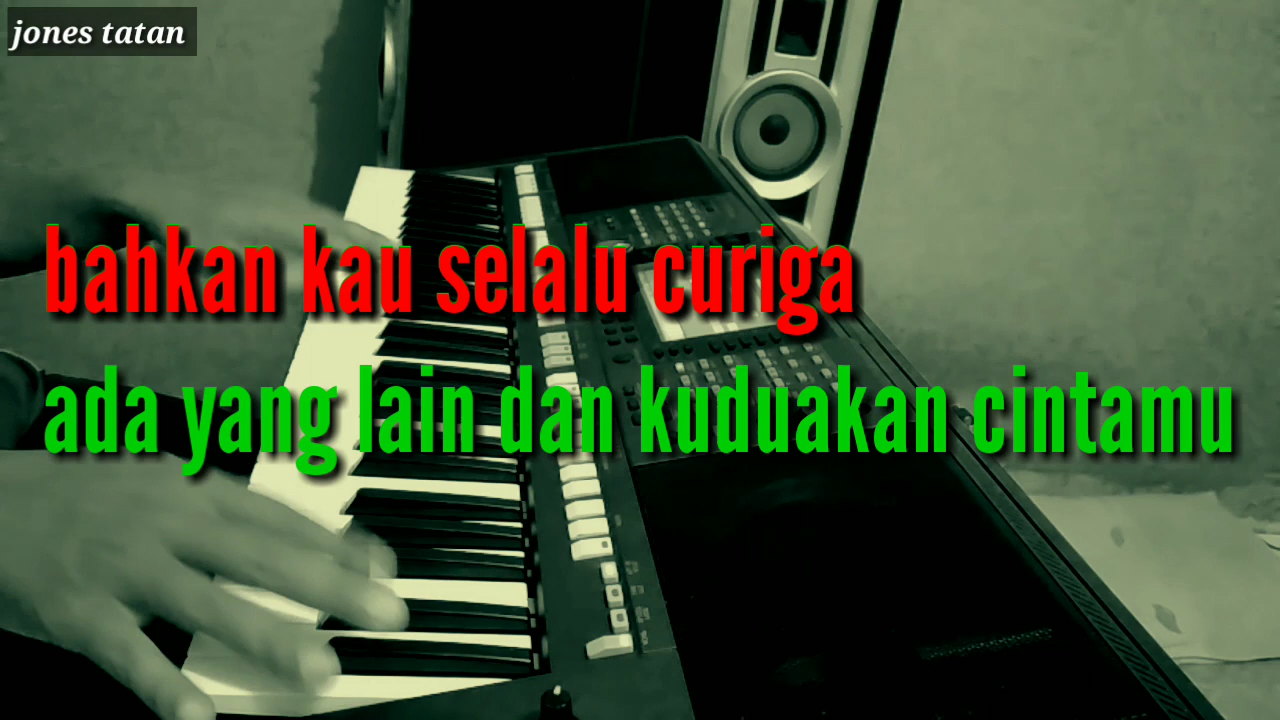 jones tatan
bahkan kau selalu curiga
ada yang lain dan kuduakan cintamu